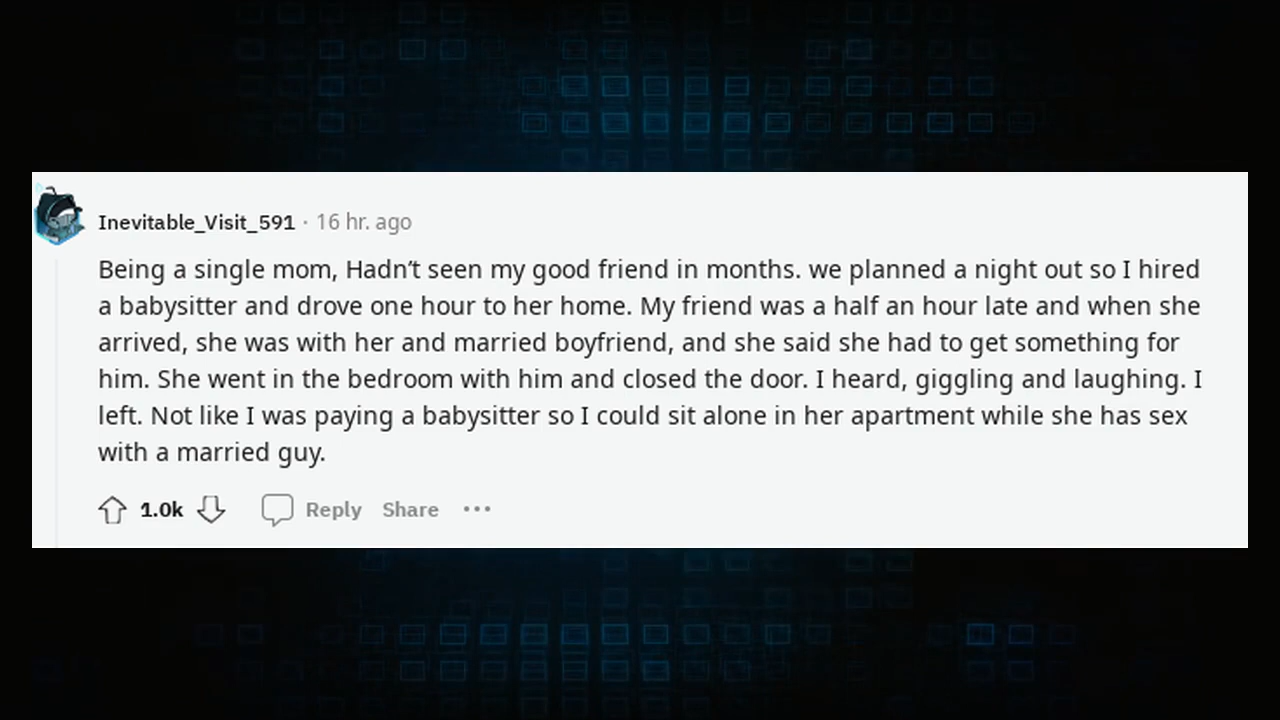 Inevitable_Visit_591 · 16 hr. ago
Being a single mom, Hadn’t seen my good friend in months. we planned a night out so I hired
a babysitter and drove one hour to her home. My friend was a half an hour late and when she
arrived, she was with her and married boyfriend, and she said she had to get something for
him. She went in the bedroom with him and closed the door. I heard, giggling and laughing. I
left. Not like I was paying a babysitter so I could sit alone in her apartment while she has sex
with a married guy.
1.0k Reply Share